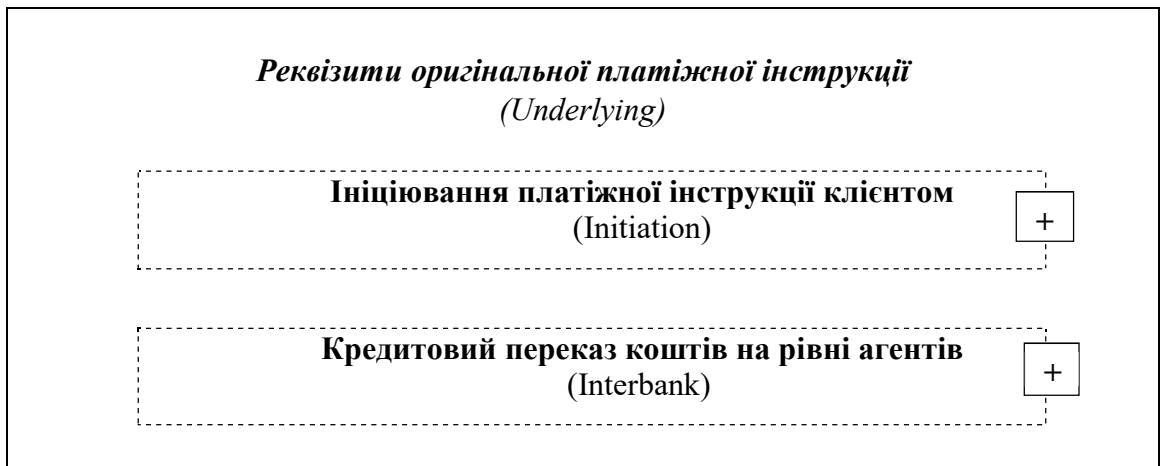 Реквізити оригінальної платіжної інструкції
(Underlying)
Ініціювання платіжної інструкції клієнтом
(Initiation)
+
Кредитовий переказ коштів на рівні агентів
(Interbank)
+